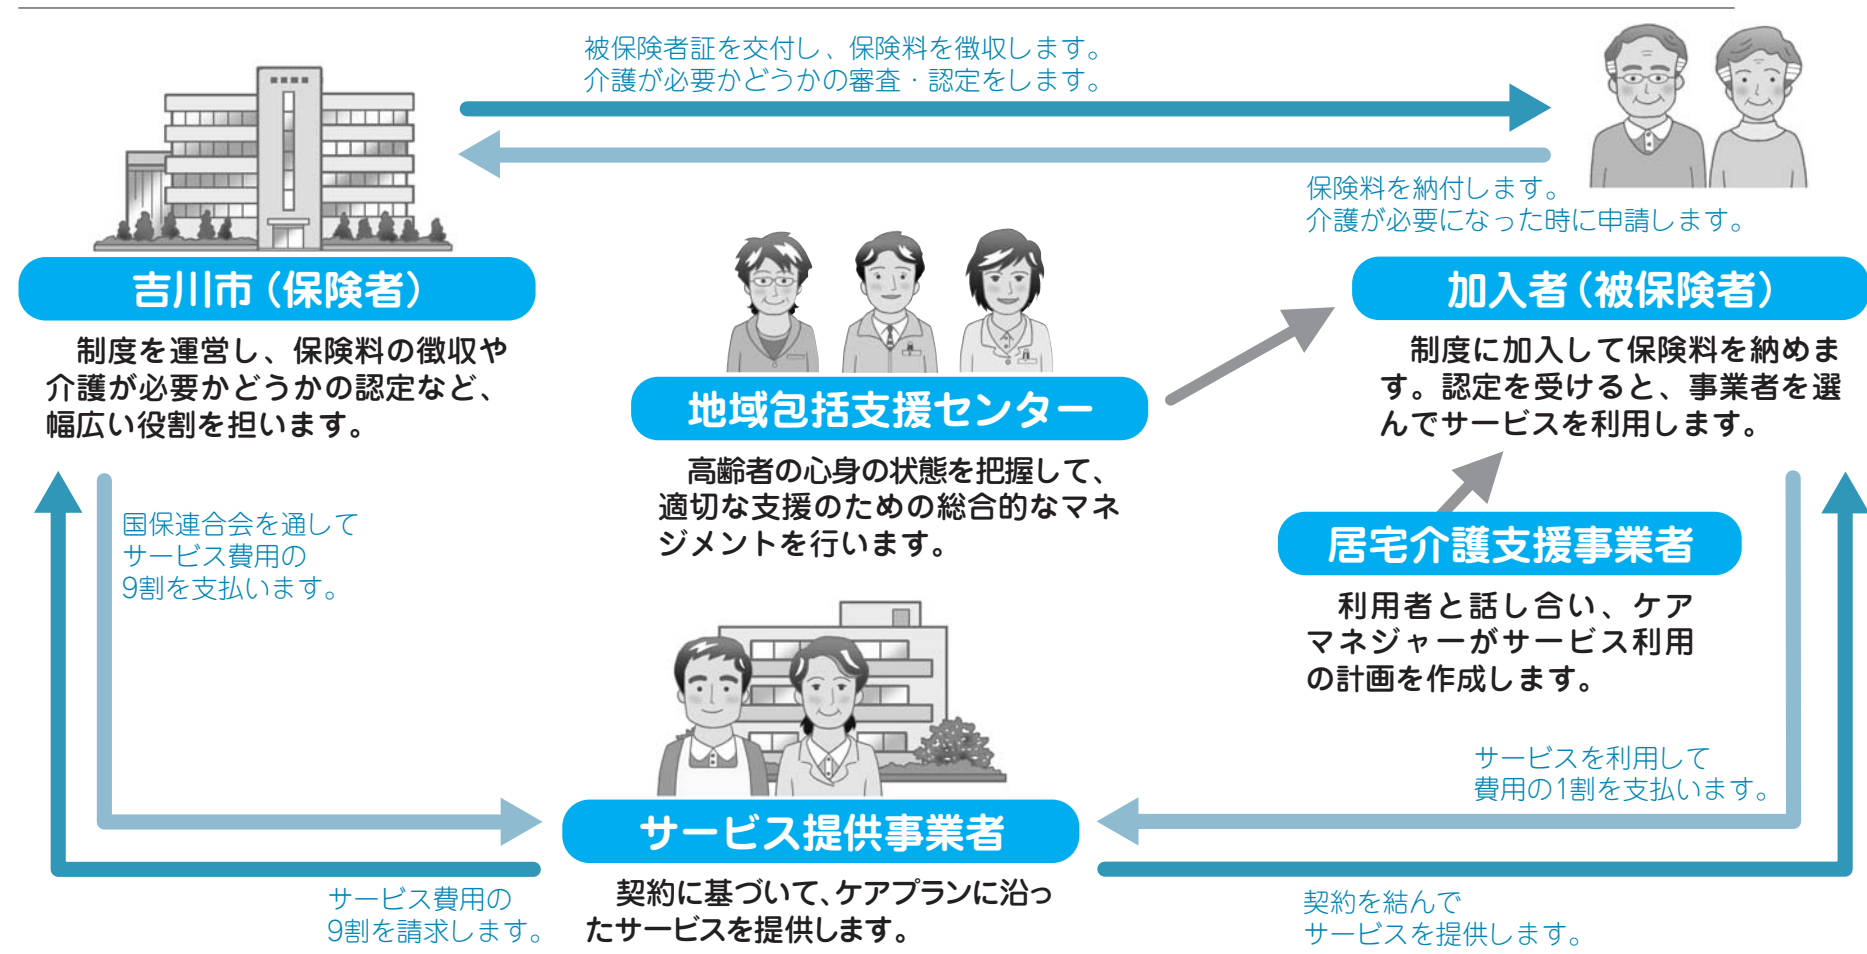 被保険者証を交付し、保険料を徴収します。
介護が必要かどうかの審査・認定をします。
保険料を納付します。
介護が必要になった時に申請します。
吉川市（保険者）
制度を運営し、保険料の徴収や
介護が必要かどうかの認定など、
幅広い役割を担います。
地域包括支援センター
高齢者の心身の状態を把握して、
適切な支援のための総合的なマネ
ジメントを行います。
加入者（被保険者）
制度に加入して保険料を納めま
す。認定を受けると、事業者を選
んでサービスを利用します。
居宅介護支援事業者
利用者と話し合い、ケア
マネジャーがサービス利用
の計画を作成します。
国保連合会を通して
サービス費用の
9割を支払います。
サービスを利用して
費用の1割を支払います。
サービス提供事業者
契約に基づいて、ケアプランに沿っ
たサービスを提供します。
サービス費用の
9割を請求します。
契約を結んで
サービスを提供します。